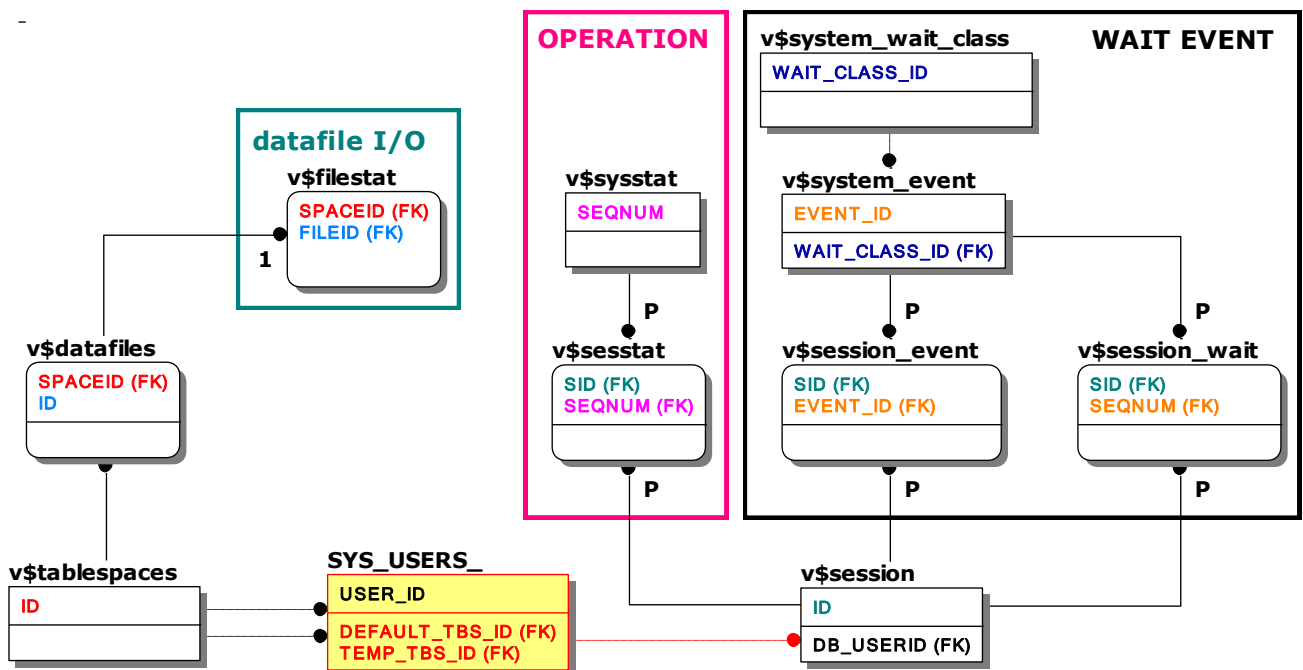 -
OPERATION
WAIT EVENT
v$system_wait_class
WAIT_CLASS_ID
datafile I/O
v$filestat
SPACEID (FK)
FILEID (FK)
1
v$sysstat
SEQNUM
v$system_event
EVENT_ID
WAIT_CLASS_ID (FK)
P
P
P
v$datafiles
SPACEID (FK)
ID
v$sesstat
SID (FK)
SEQNUM (FK)
v$session_event
SID (FK)
EVENT_ID (FK)
v$session_wait
SID (FK)
SEQNUM (FK)
P
P
P
v$tablespaces
ID
SYS_USERS_
USER_ID
DEFAULT_TBS_ID (FK)
TEMP_TBS_ID (FK)
v$session
ID
DB_USERID (FK)